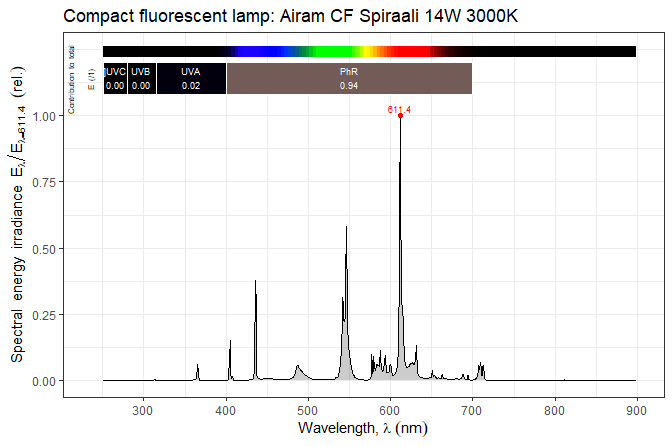 Compact fluorescent lamp: Airam CF Spiraali 14W 3000K
Contribution to total
E (/1)
UVC UVB UVA PhR
0.00 0.00 0.02 0.94
611.4
1.00
0.75
0.50
0.25
0.00
Spectral energy irradiance Eλ/Eλ=611.4 (rel.)
300 400 500 600 700 800 900
Wavelength, λ (nm)